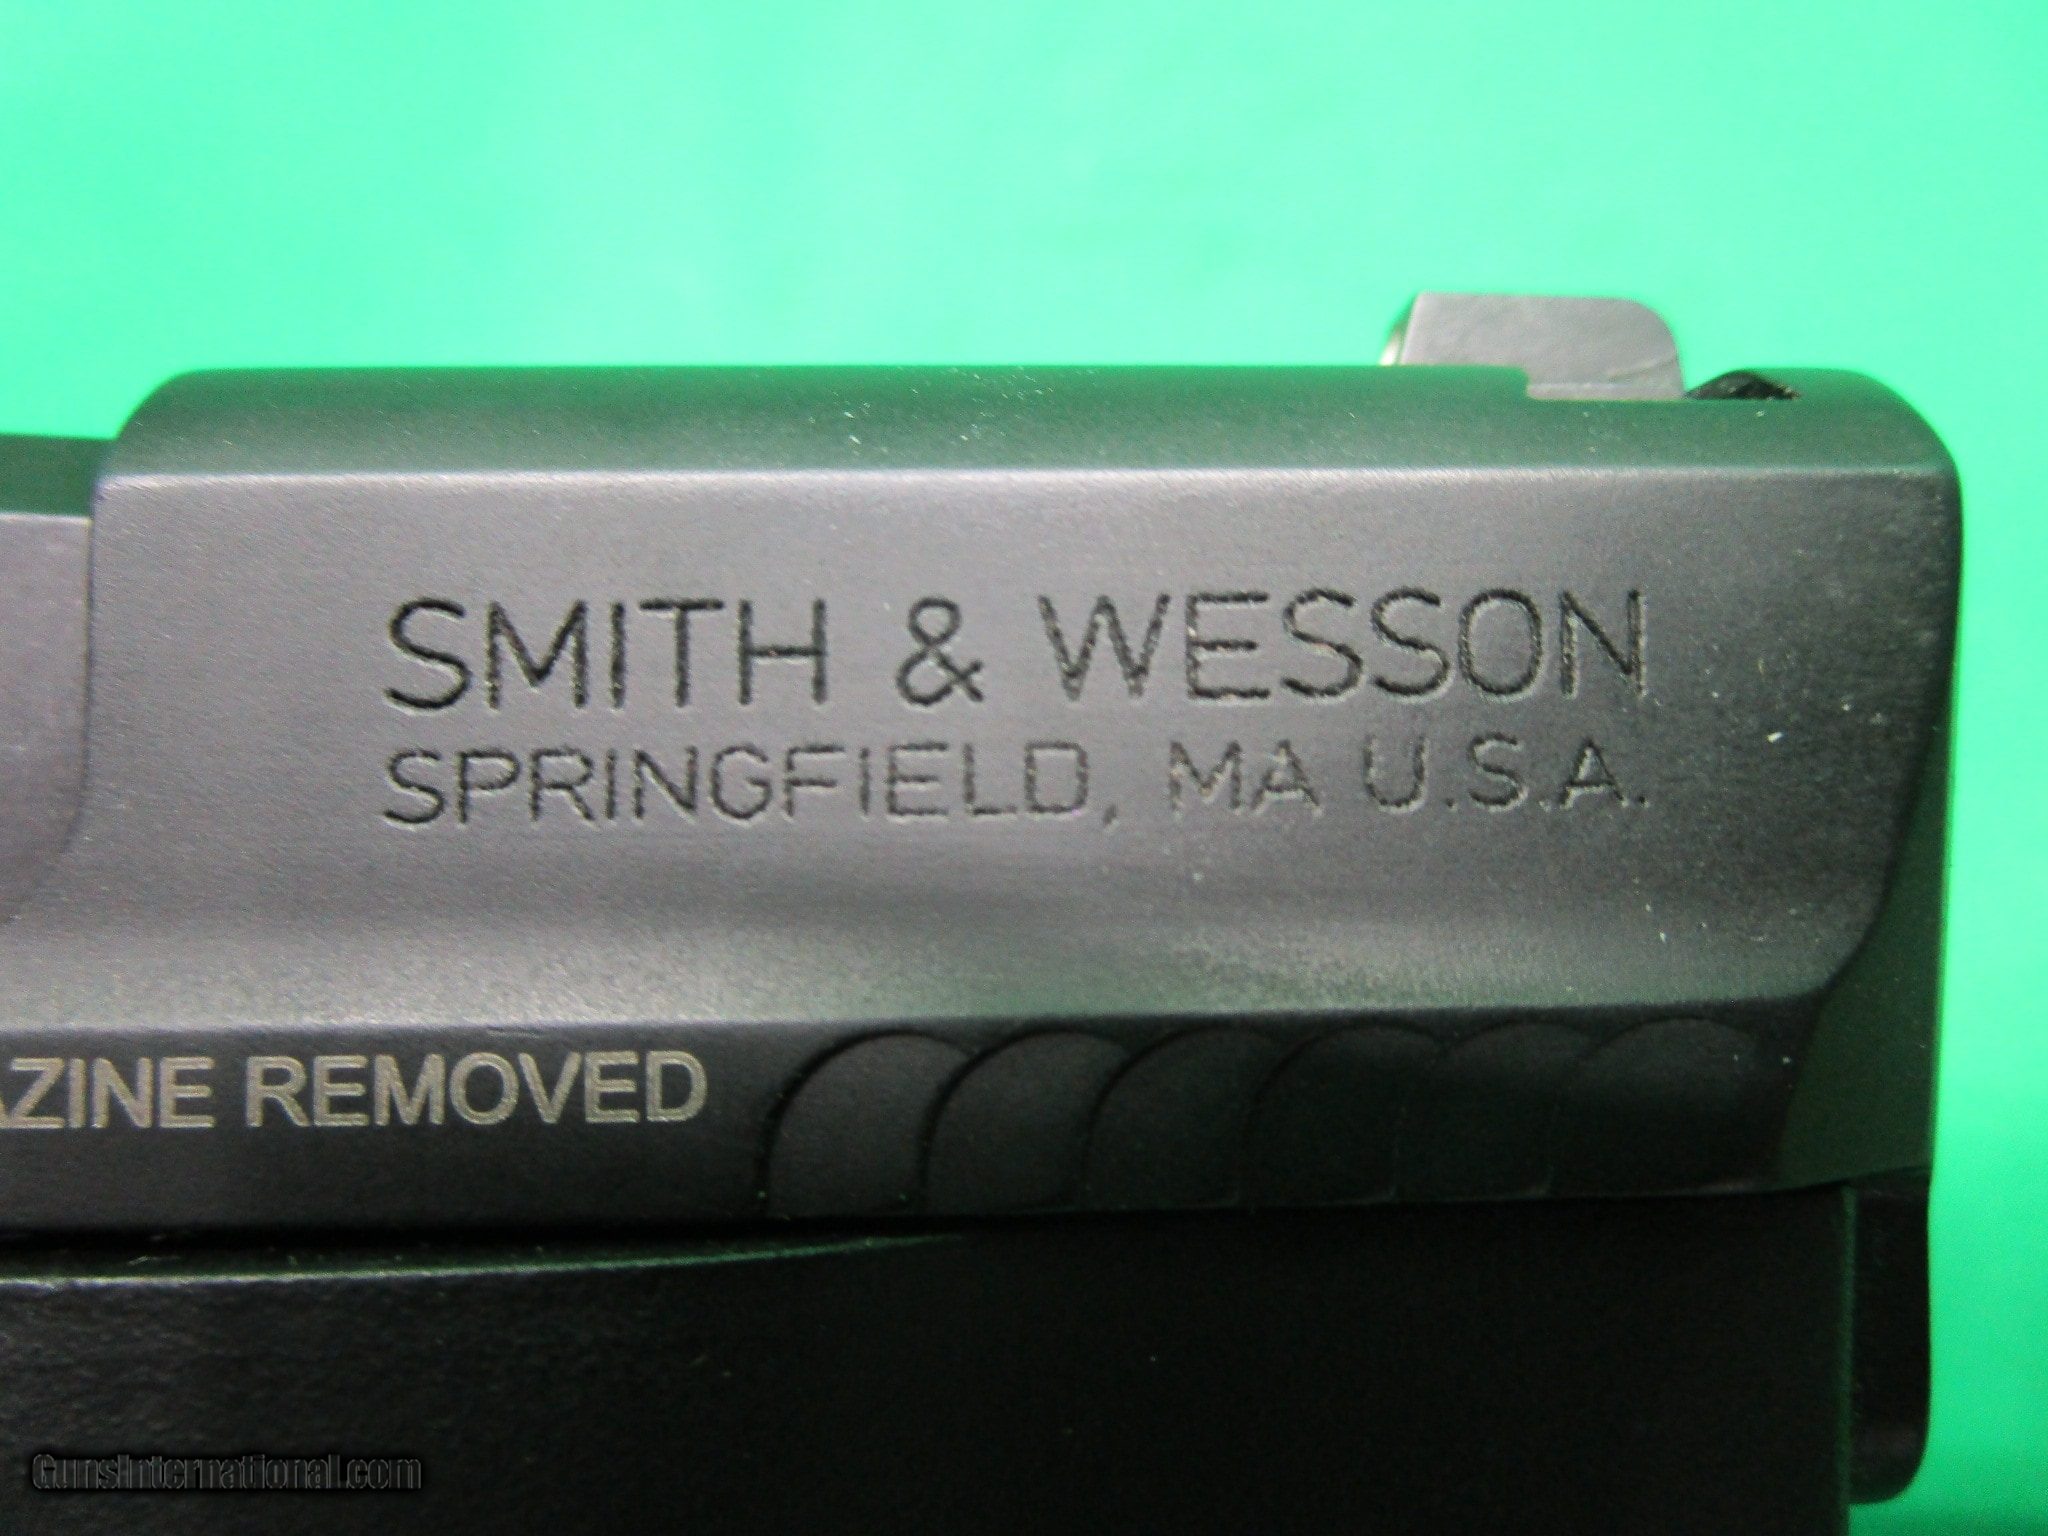 SMITH & WESSON
SPRINGFIELD, MA U.S.A.
AZINE REMOVED
GunsInternational.com